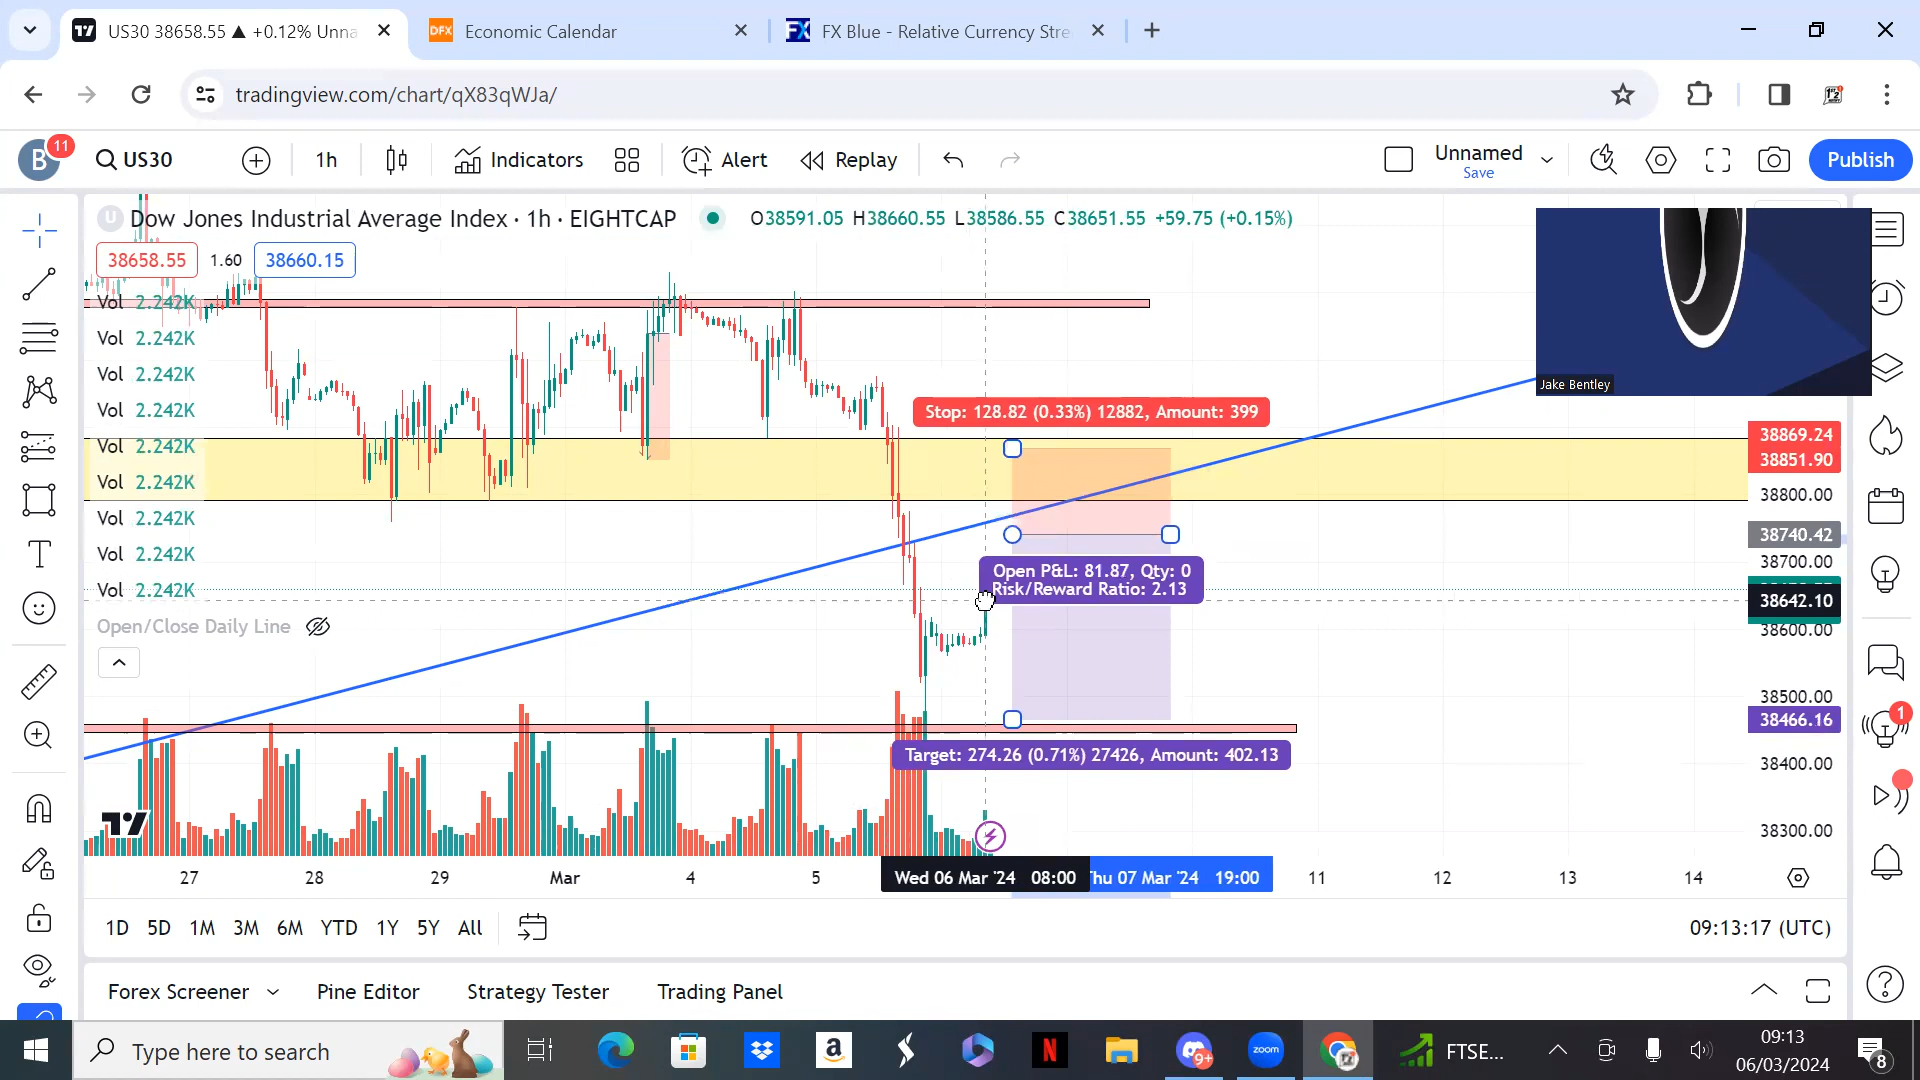 US30 38658.55 ▲ +0.12% Unna
DFX
Economic Calendar
FX
FX Blue - Relative Currency Stre
tradingview.com/chart/qX83qWJa/
B
11
US30
1h
Indicators
Alert
Replay
Unnamed
Save
Publish
U
Dow Jones Industrial Average Index · 1h · EIGHTCAP
O38591.05 H38660.55 L38586.55 C38651.55 +59.75 (+0.15%)
38658.55
1.60
38660.15
Vol 2.242K
Vol 2.242K
Vol 2.242K
Vol 2.242K
Vol 2.242K
Vol 2.242K
Vol 2.242K
Vol 2.242K
Vol 2.242K
Open/Close Daily Line
Jake Bentley
Stop: 128.82 (0.33%) 12882, Amount: 399
Open P&L: 81.87, Qty: 0
Risk/Reward Ratio: 2.13
Target: 274.26 (0.71%) 27426, Amount: 402.13
38869.24
38851.90
38800.00
38740.42
38700.00
38642.10
38600.00
38500.00
38466.16
38400.00
38300.00
1
27
28
29
Mar
4
5
Wed 06 Mar '24 08:00
Thu 07 Mar '24 19:00
11
12
13
14
1D
5D
1M
3M
6M
YTD
1Y
5Y
All
09:13:17 (UTC)
Forex Screener
Pine Editor
Strategy Tester
Trading Panel
Type here to search
a
N
9+
zoom
FTSE...
09:13
06/03/2024
8